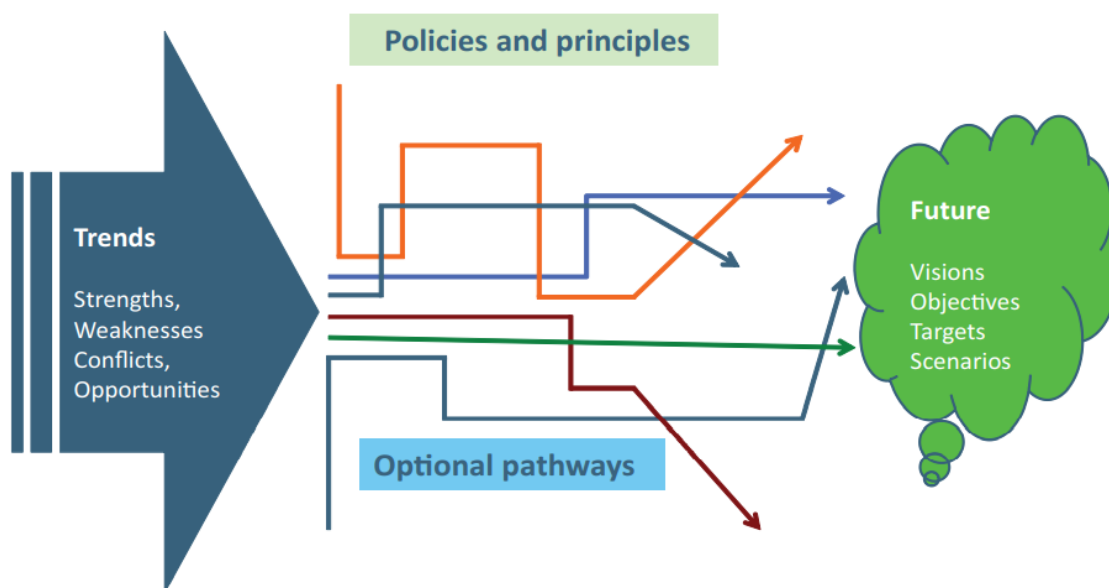 Policies and principles
Trends
Strengths,
Weaknesses
Conflicts,
Opportunities
Optional pathways
Future
Visions
Objectives
Targets
Scenarios